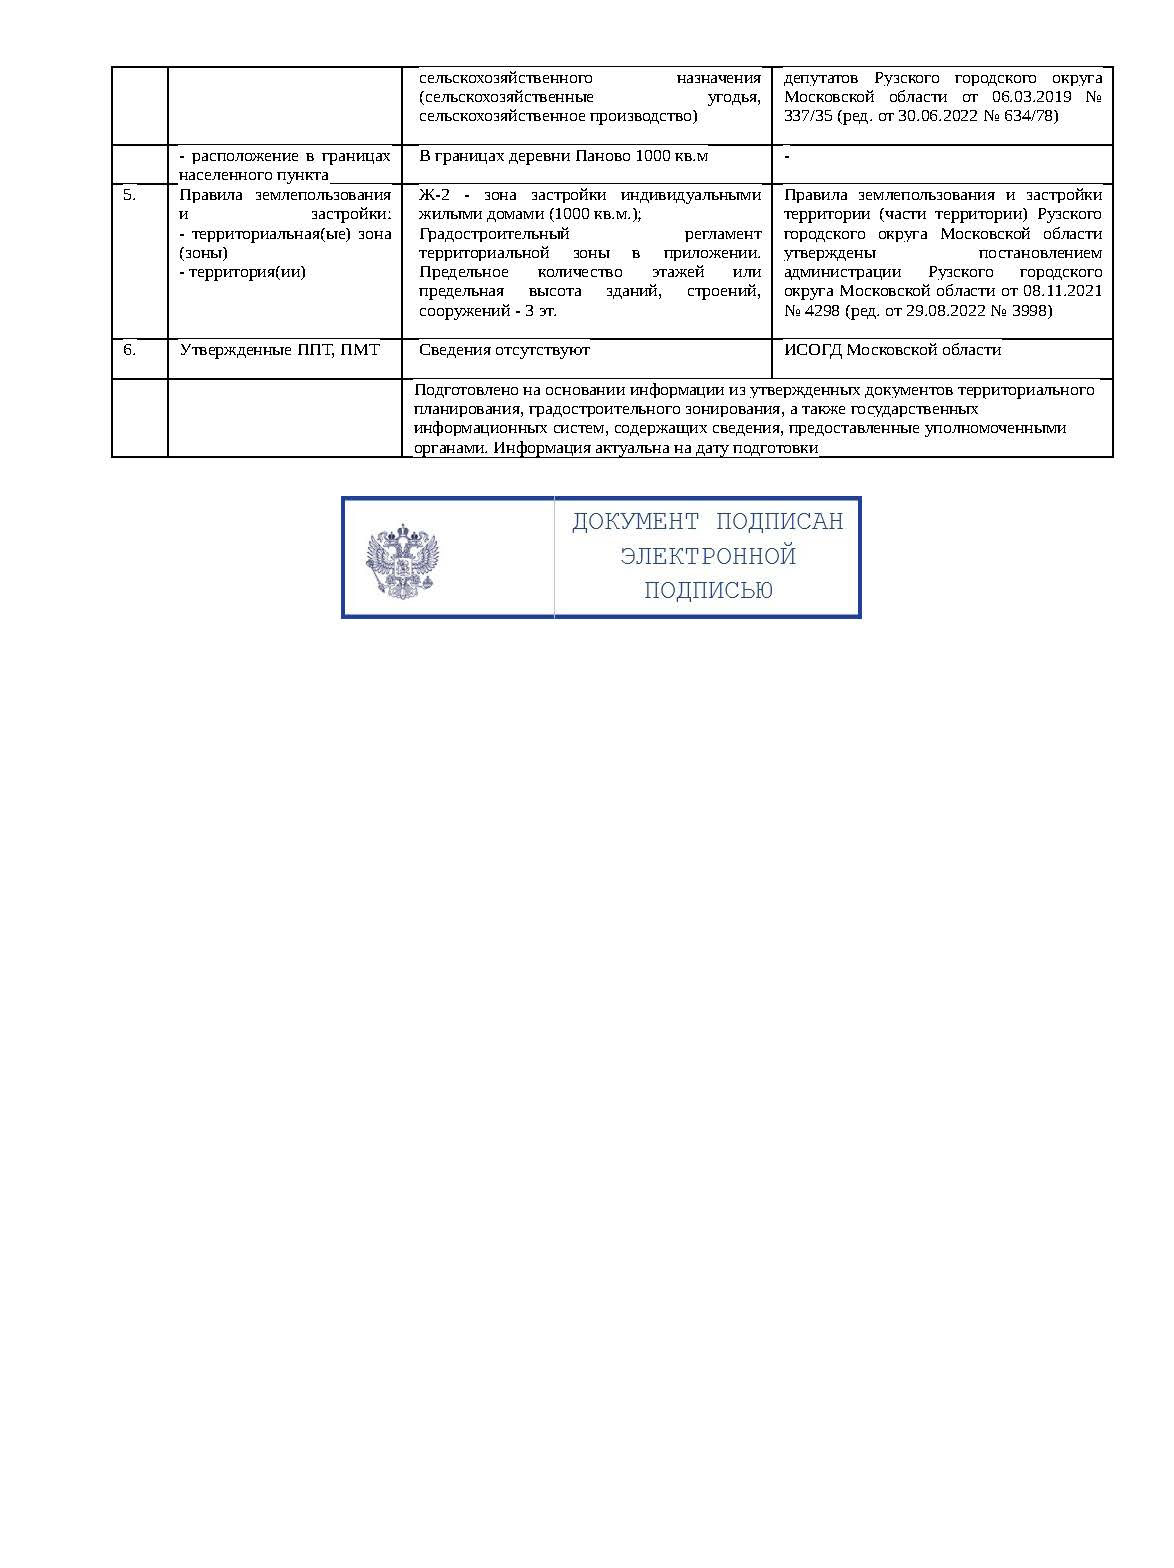 сельскохозяйственного назначения
(сельскохозяйственные угодья,
сельскохозяйственное производство)
депутатов Рузского городского округа
Московской области от 06.03.2019 №
337/35 (ред. от 30.06.2022 № 634/78)
- расположение в границах
населенного пункта
В границах деревни Паново 1000 кв.м
-
5.
Правила землепользования
и застройки:
- территориальная(ые) зона
(зоны)
- территория(ии)
Ж-2 - зона застройки индивидуальными
жилыми домами (1000 кв.м.);
Градостроительный регламент
территориальной зоны в приложении.
Предельное количество этажей или
предельная высота зданий, строений,
сооружений - 3 эт.
Правила землепользования и застройки
территории (части территории) Рузского
городского округа Московской области
утверждены постановлением
администрации Рузского городского
округа Московской области от 08.11.2021
№ 4298 (ред. от 29.08.2022 № 3998)
6.
Утвержденные ППТ, ПМТ
Сведения отсутствуют
ИСОГД Московской области
Подготовлено на основании информации из утвержденных документов территориального
планирования, градостроительного зонирования, а также государственных
информационных систем, содержащих сведения, предоставленные уполномоченными
органами. Информация актуальна на дату подготовки
ДОКУМЕНТ ПОДПИСАН
ЭЛЕКТРОННОЙ
ПОДПИСЬЮ